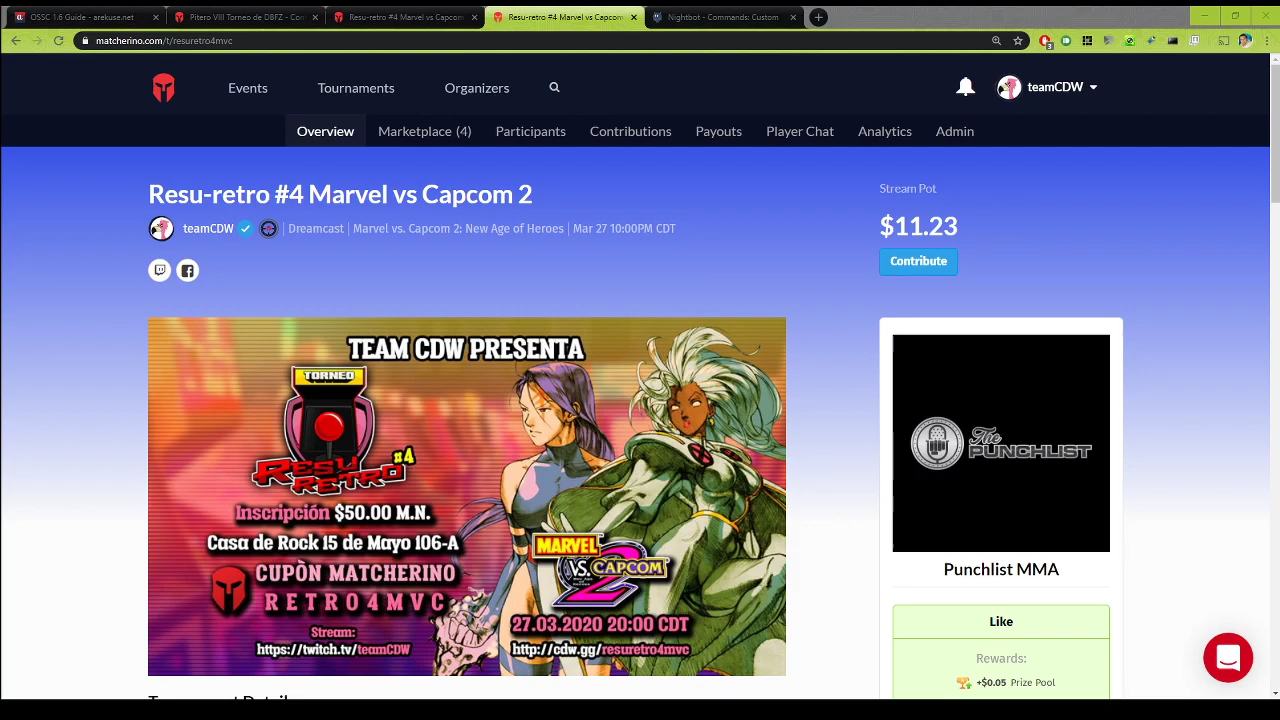 OSSC 1.6 Guide - arekuse.net
Pitero VIII Torneo de DBFZ - Con
Resu-retro #4 Marvel vs Capcom
Resu-retro #4 Marvel vs Capcom
Nightbot - Commands: Custom
matcherino.com/t/resuretro4mvc
3
Events
Tournaments
Organizers
teamCDW
Overview
Marketplace (4)
Participants
Contributions
Payouts
Player Chat
Analytics
Admin
Resu-retro #4 Marvel vs Capcom 2
teamCDW | Dreamcast | Marvel vs. Capcom 2: New Age of Heroes | Mar 27 10:00PM CDT
Stream Pot
$11.23
Contribute
TEAM CDW PRESENTA
TORNEO
RESU
RETRO
#4
Inscripción $50.00 M.N.
Casa de Rock 15 de Mayo 106-A
CUPÒN MATCHERINO
RETRO4MVC
Stream:
https://twitch.tv/teamCDW
MARVEL
VS. CAPCOM
2
27.03.2020 20:00 CDT
http://cdw.gg/resuretro4mvc
The
PUNCHLIST
Punchlist MMA
Like
Rewards:
+$0.05 Prize Pool